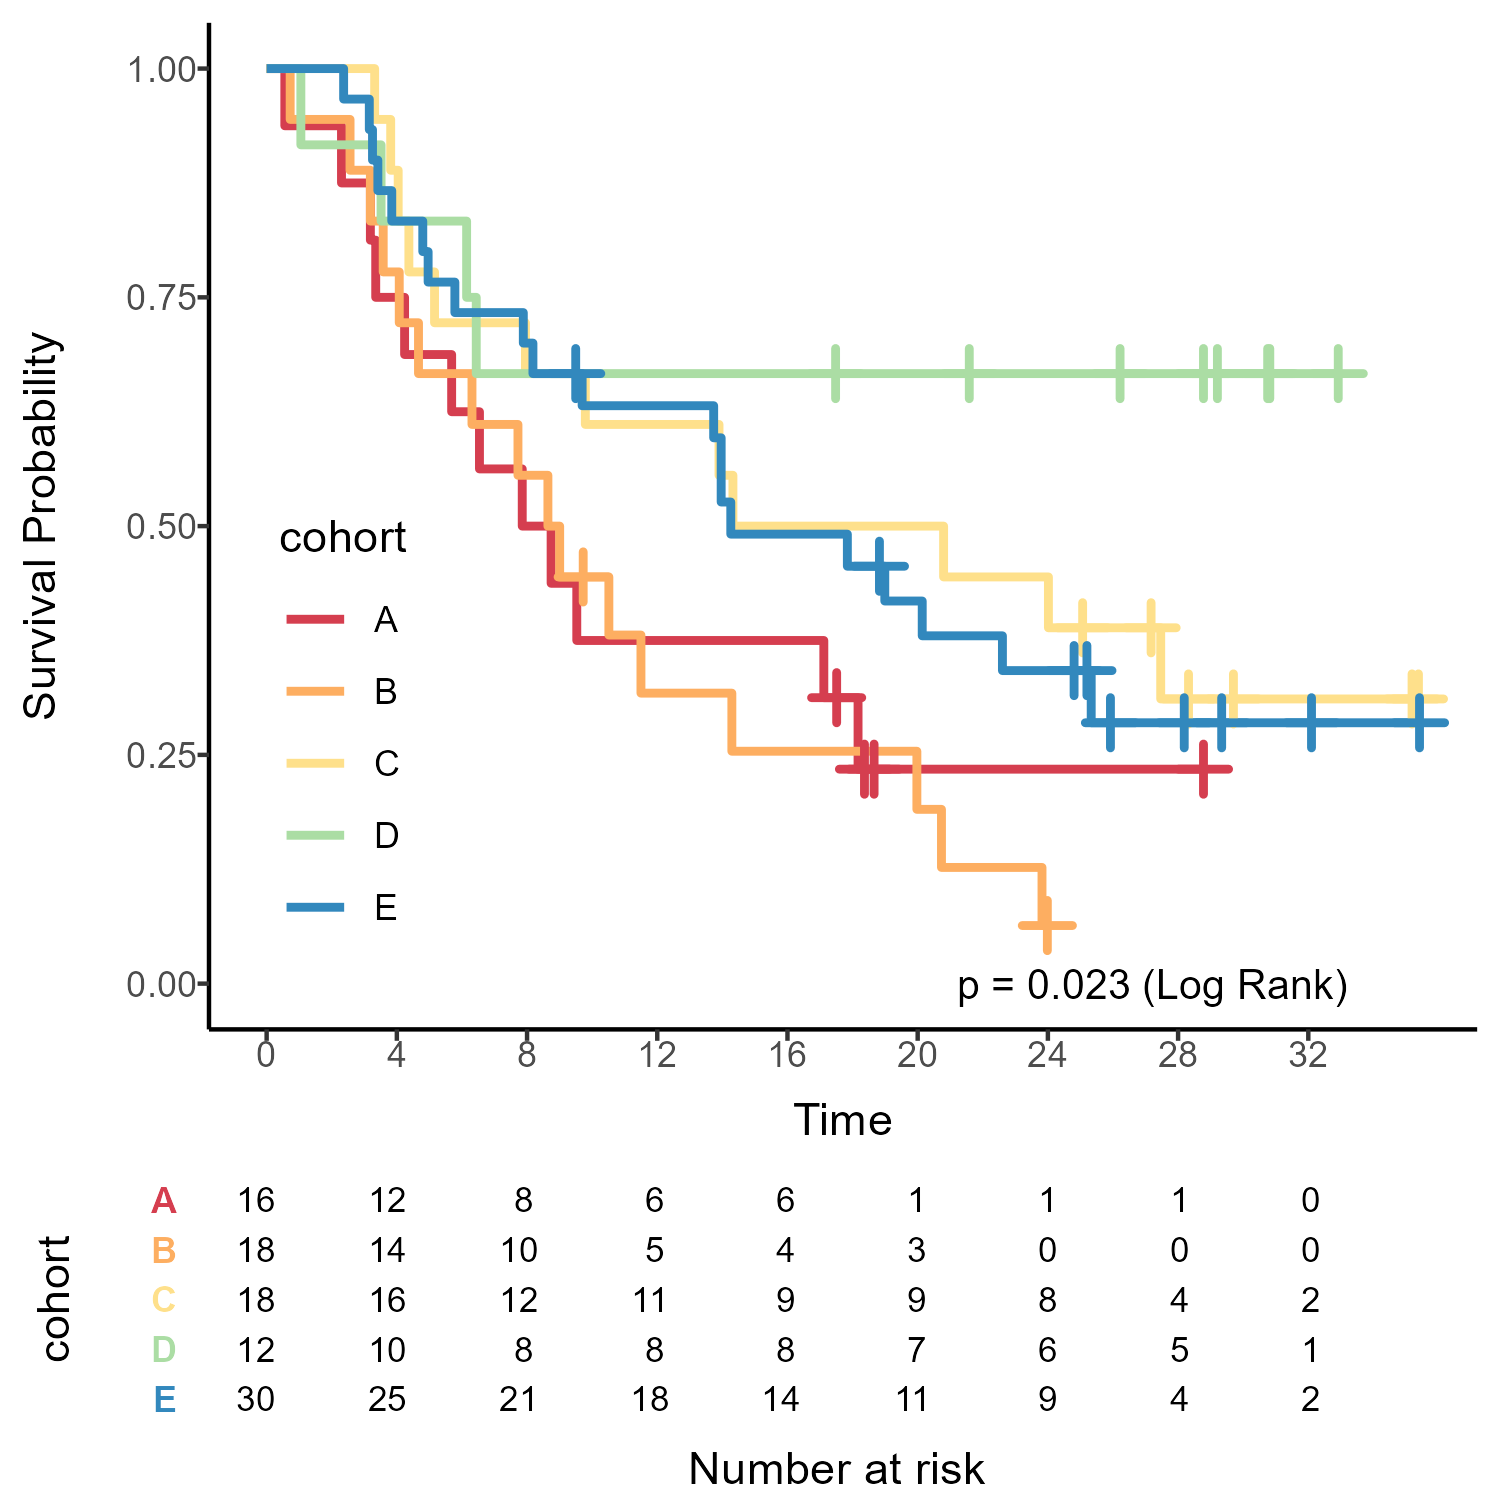 1.00
0.75
0.50
0.25
0.00
Survival Probability
cohort
A
B
C
D
E
p = 0.023 (Log Rank)
0 4 8 12 16 20 24 28 32
Time
cohort
A 16 12 8 6 6 1 1 1 0
B 18 14 10 5 4 3 0 0 0
C 18 16 12 11 9 9 8 4 2
D 12 10 8 8 8 7 6 5 1
E 30 25 21 18 14 11 9 4 2
Number at risk